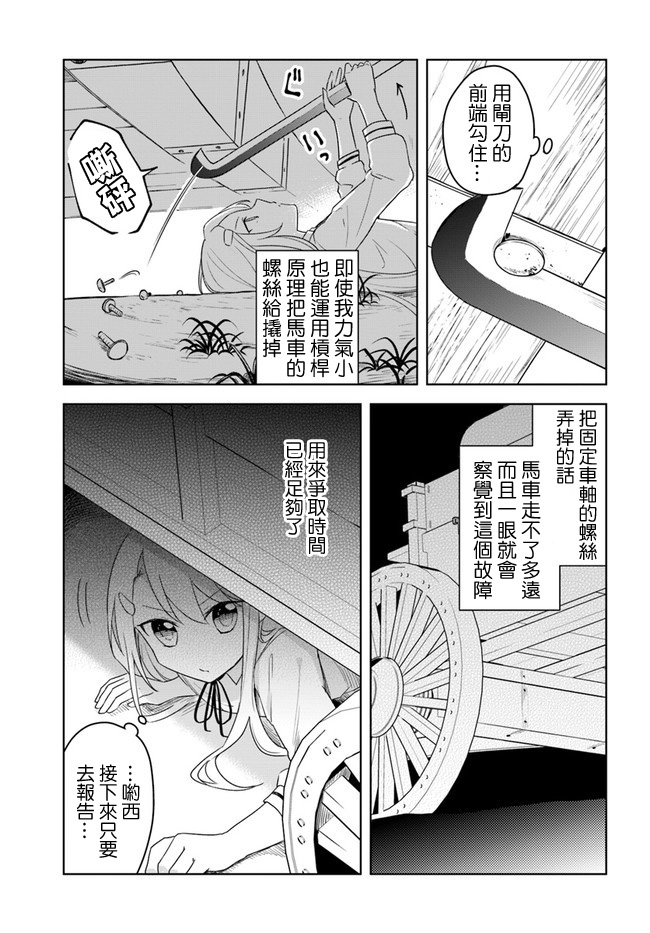 用閘刀的
前端勾住…
即使我力氣小
也能運用槓桿
原理把馬車的
螺絲給撬掉
嘶
砰
把固定車軸的螺絲
弄掉的話
馬車走不了多遠
而且一眼就會
察覺到這個故障
用來爭取時間
已經足夠了
…喲西
接下來只要
去報告…